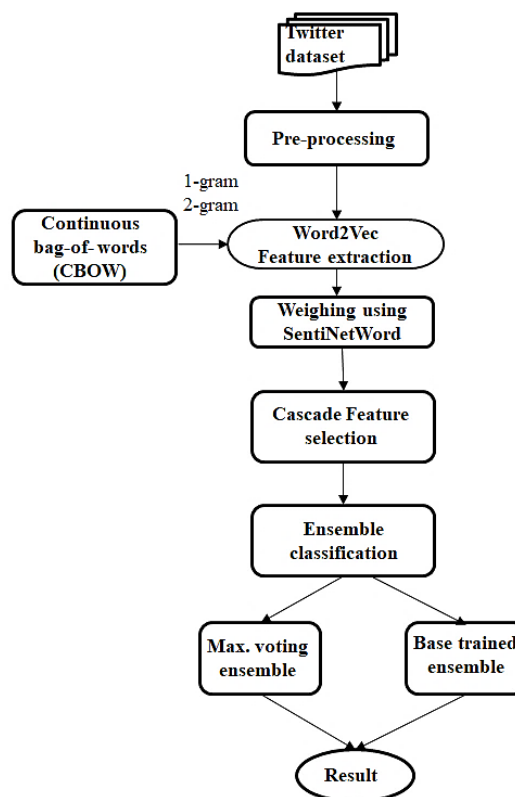 Twitter
dataset
Pre-processing
1-gram
2-gram
Continuous
bag-of-words
(CBOW)
Word2Vec
Feature extraction
Weighing using
SentiNetWord
Cascade Feature
selection
Ensemble
classification
Max. voting
ensemble
Base trained
ensemble
Result